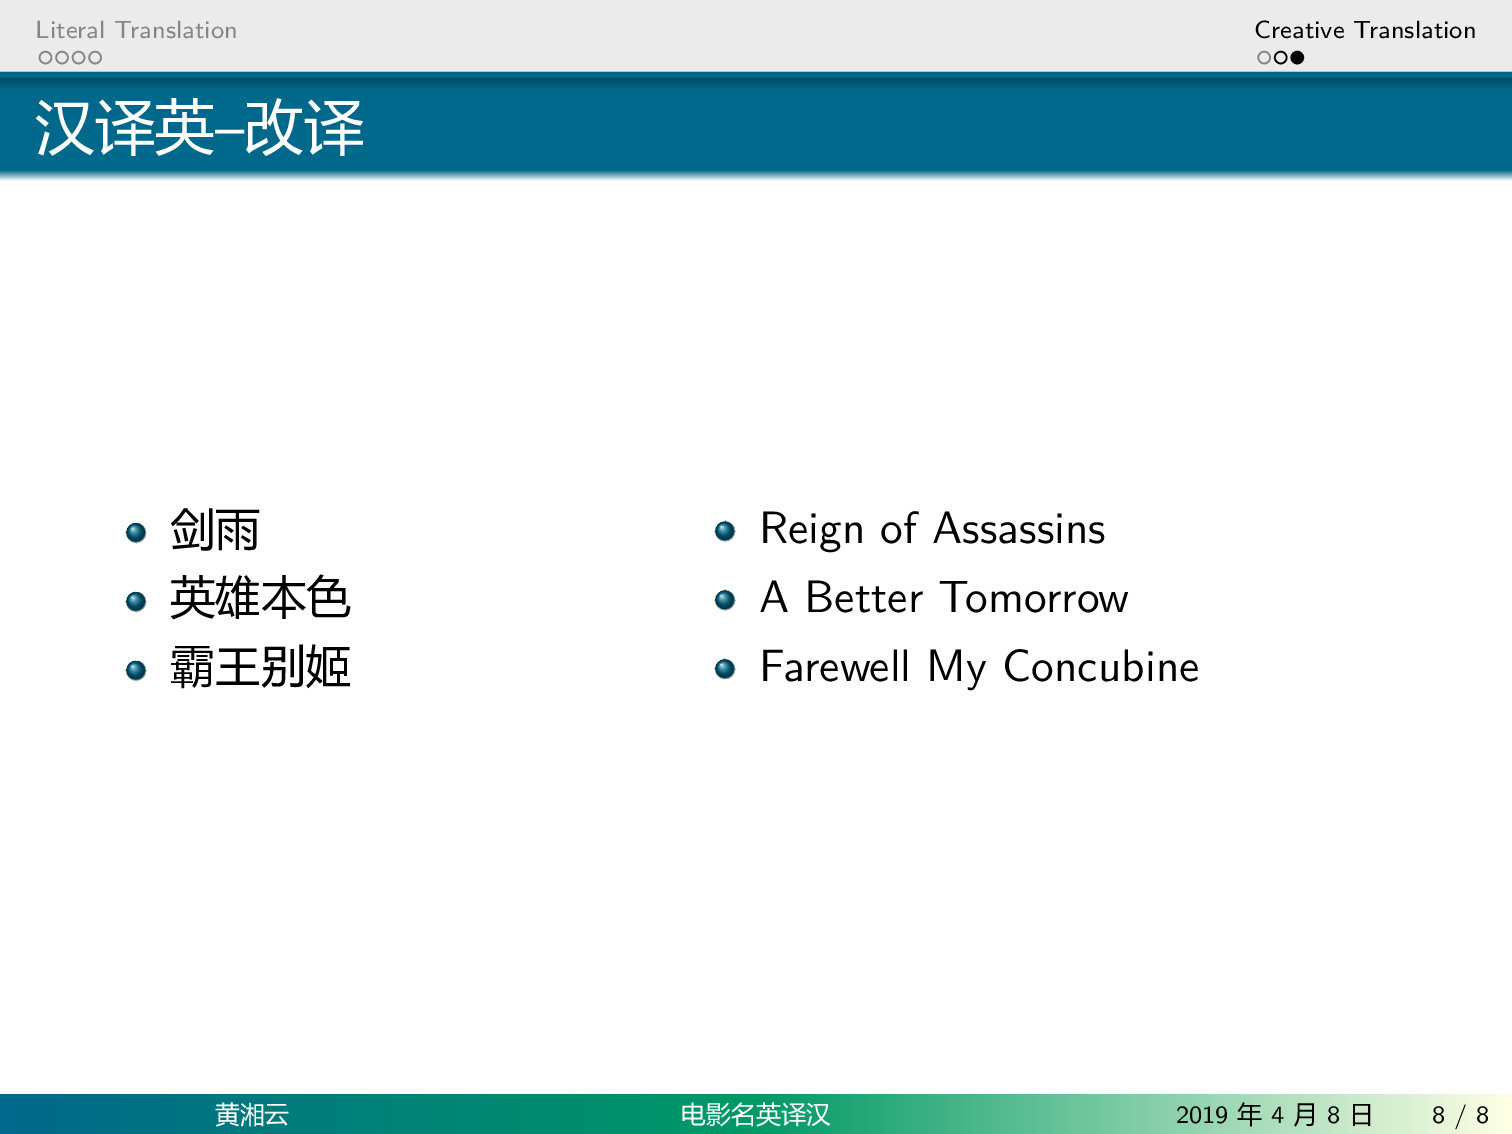 Literal Translation
Creative Translation
汉译英–改译
剑雨
英雄本色
霸王别姬
Reign of Assassins
A Better Tomorrow
Farewell My Concubine
黄湘云
电影名英译汉
2019 年 4 月 8 日
8 / 8